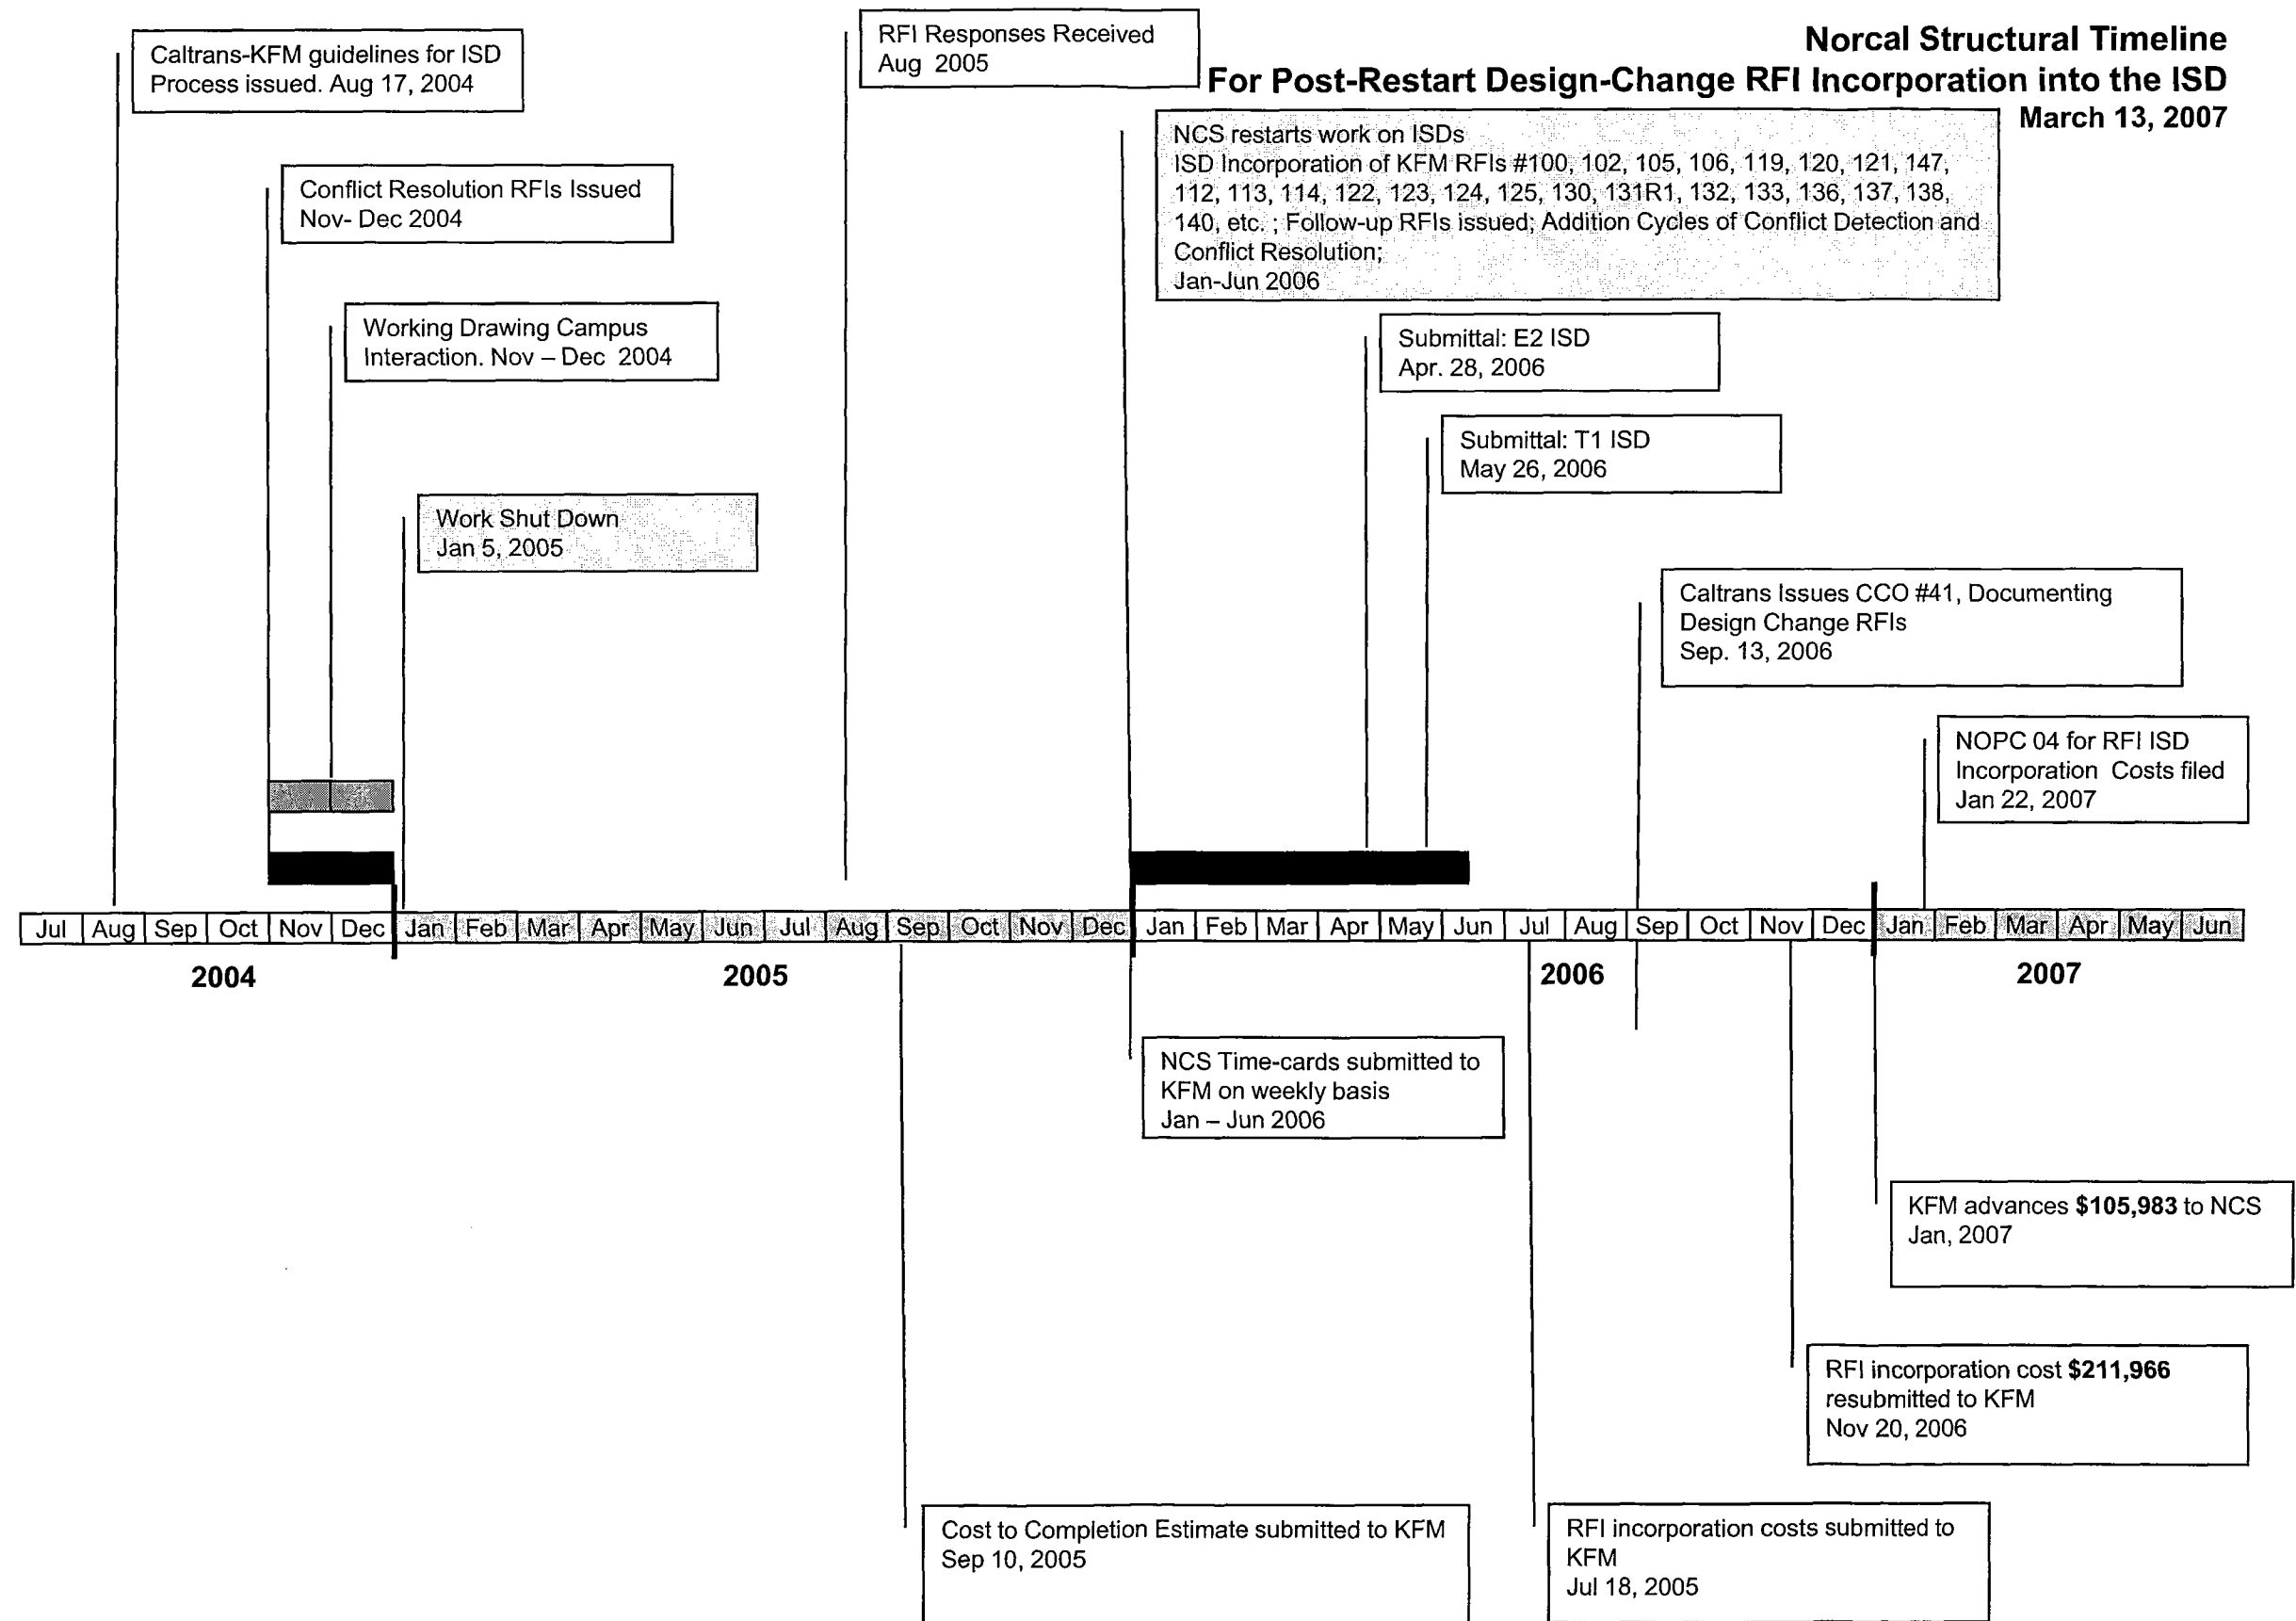 Norcal Structural Timeline
For Post-Restart Design-Change RFI Incorporation into the ISD
March 13, 2007
Caltrans-KFM guidelines for ISD
Process issued. Aug 17, 2004
RFI Responses Received
Aug 2005
NCS restarts work on ISDs
ISD Incorporation of KFM RFIs #100, 102, 105, 106, 119, 120, 121, 147,
112, 113, 114, 122, 123, 124, 125, 130, 131R1, 132, 133, 136, 137, 138,
140, etc. ; Follow-up RFIs issued; Addition Cycles of Conflict Detection and
Conflict Resolution;
Jan-Jun 2006
Conflict Resolution RFIs Issued
Nov- Dec 2004
Working Drawing Campus
Interaction. Nov – Dec 2004
Submittal: E2 ISD
Apr. 28, 2006
Submittal: T1 ISD
May 26, 2006
Work Shut Down
Jan 5, 2005
Caltrans Issues CCO #41, Documenting
Design Change RFIs
Sep. 13, 2006
NOPC 04 for RFI ISD
Incorporation Costs filed
Jan 22, 2007
Jul Aug Sep Oct Nov Dec Jan Feb Mar Apr May Jun Jul Aug Sep Oct Nov Dec Jan Feb Mar Apr May Jun Jul Aug Sep Oct Nov Dec Jan Feb Mar Apr May Jun
2004 2005 2006 2007
NCS Time-cards submitted to
KFM on weekly basis
Jan – Jun 2006
KFM advances $105,983 to NCS
Jan, 2007
RFI incorporation cost $211,966
resubmitted to KFM
Nov 20, 2006
Cost to Completion Estimate submitted to KFM
Sep 10, 2005
RFI incorporation costs submitted to
KFM
Jul 18, 2005